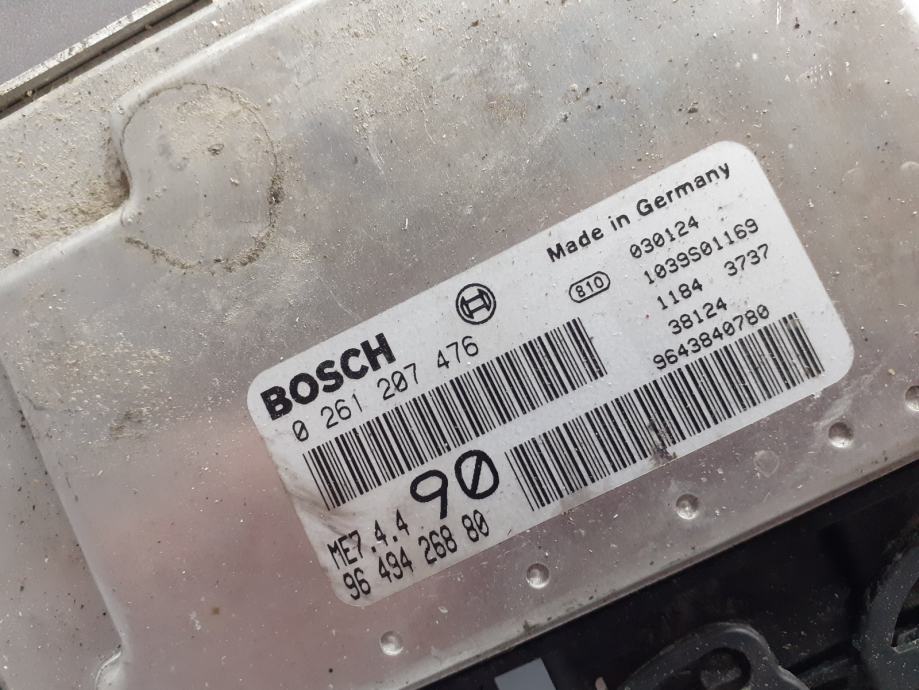 Made in Germany
810
030124
1039S01169
1184 3737
38124
9643840780
BOSCH
0 261 207 476
90
ME7.4.4
96 494 268 80